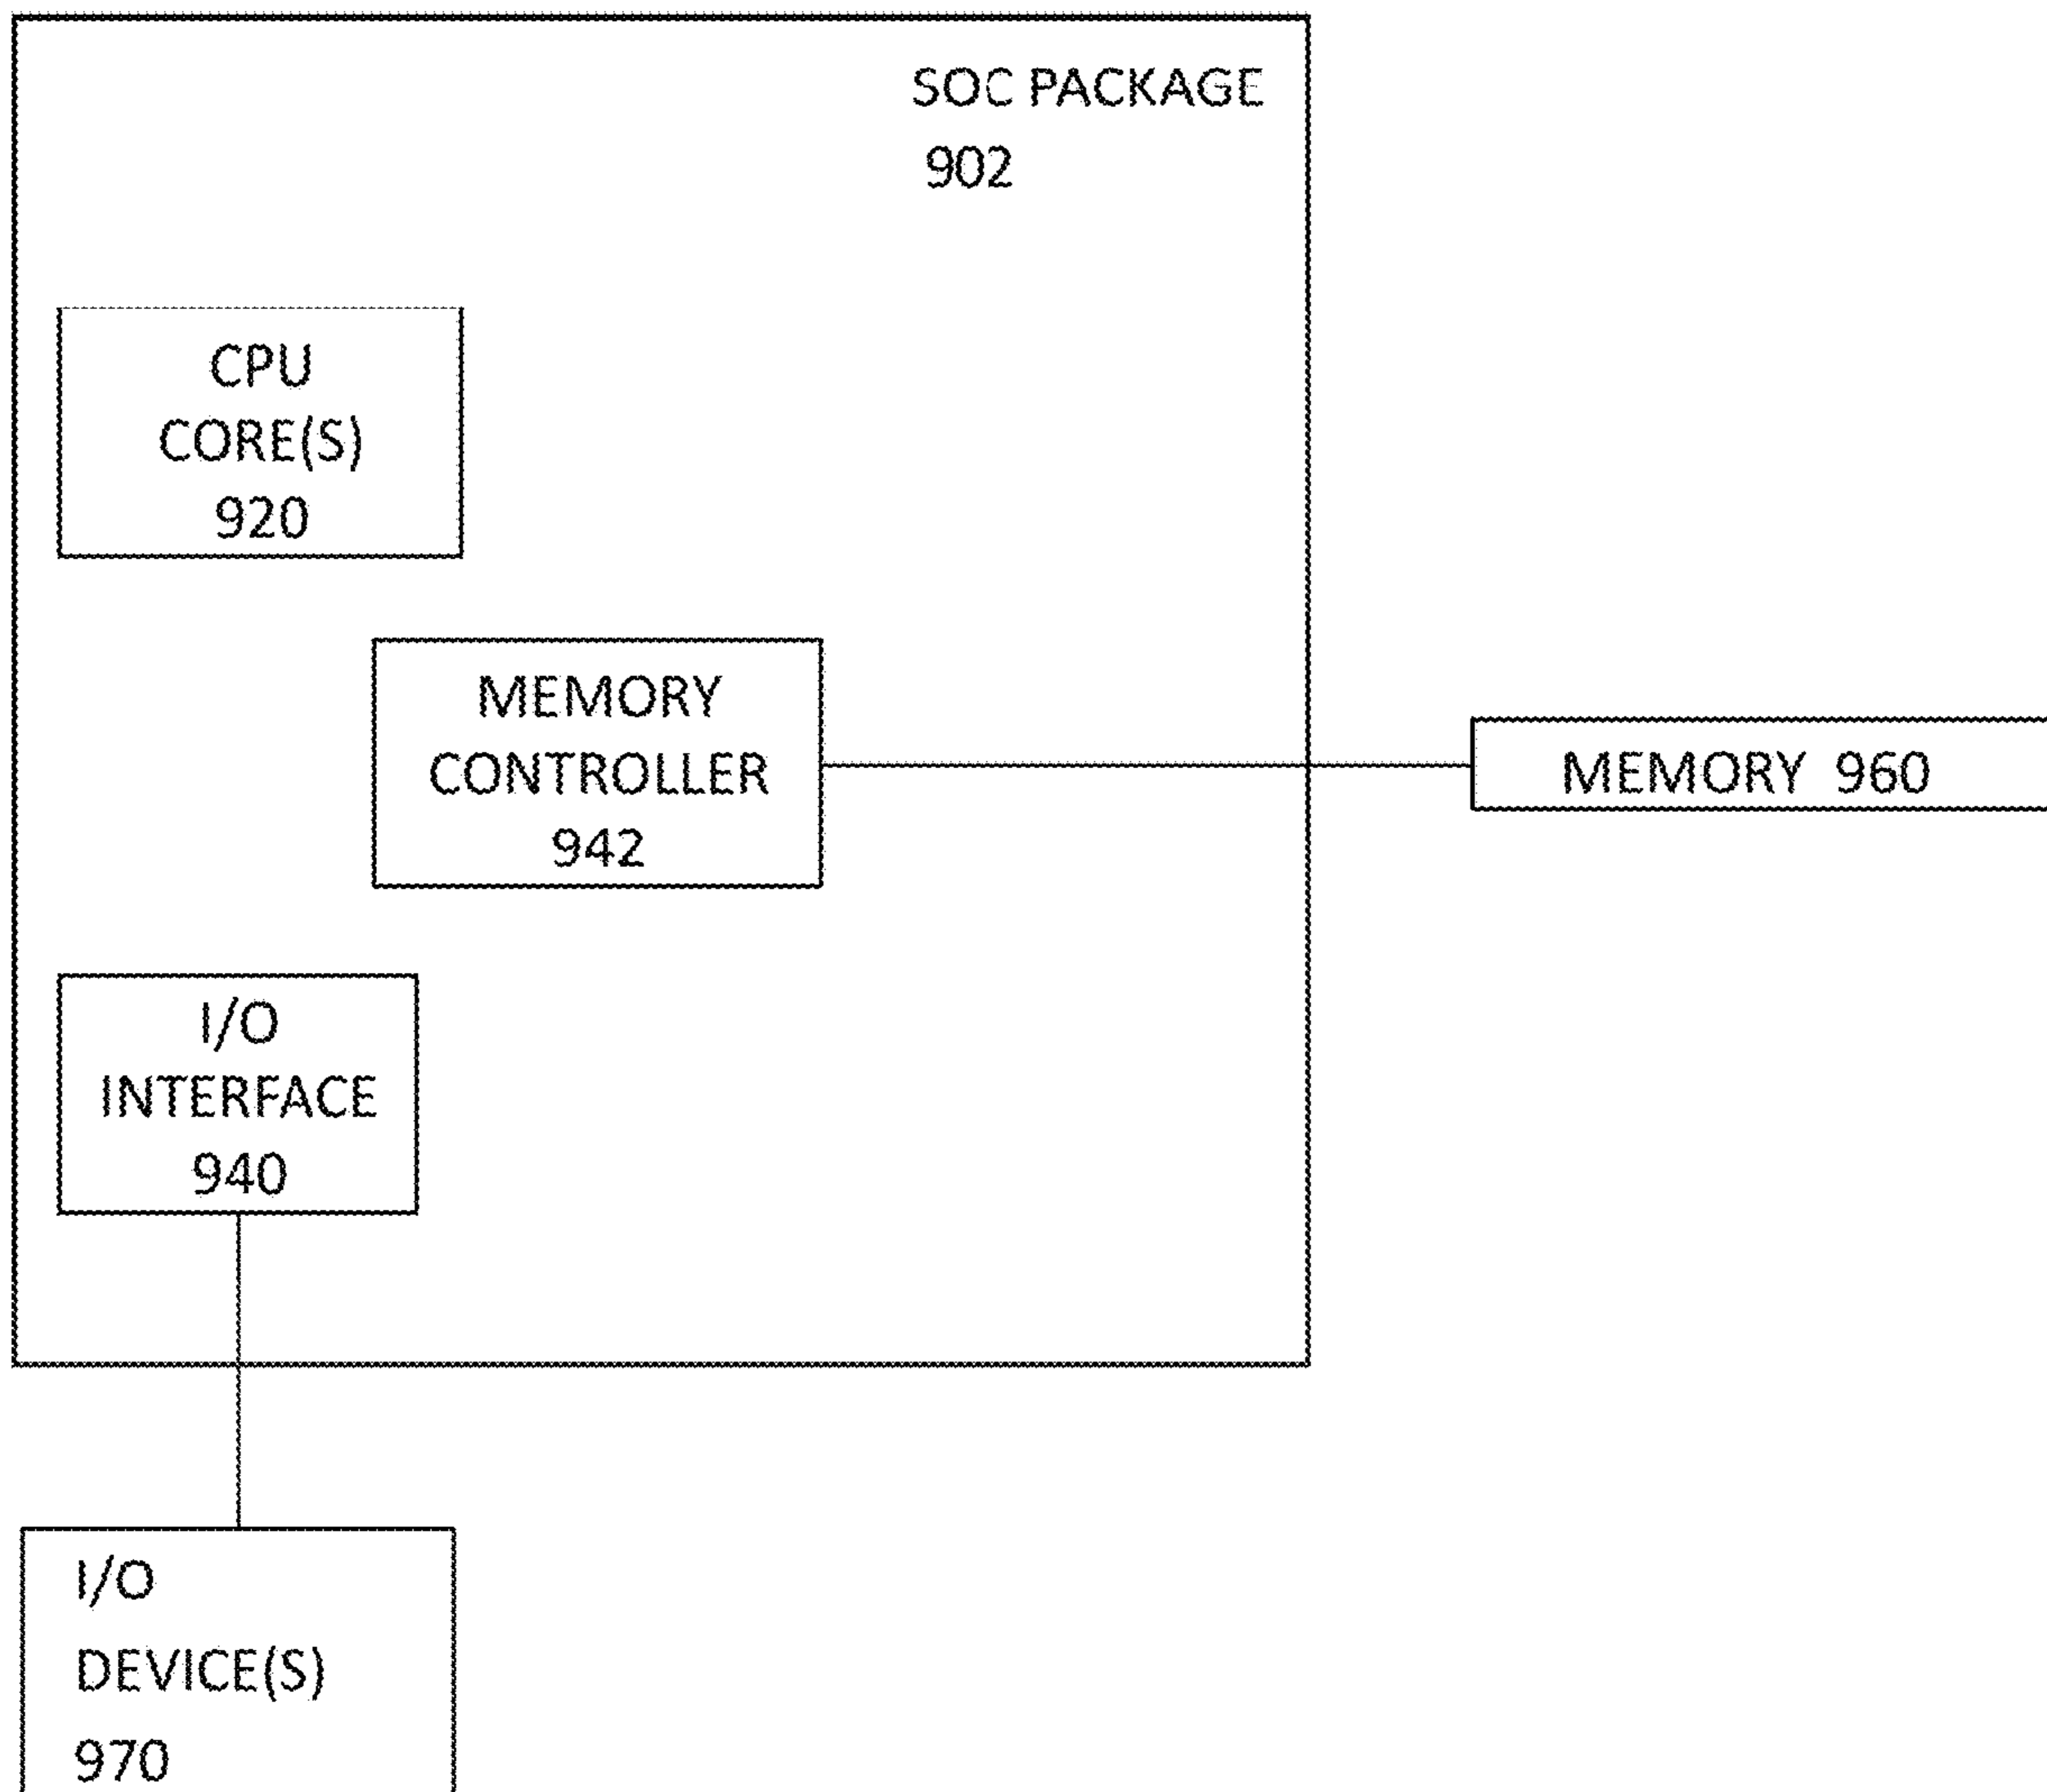 SOC PACKAGE
902
CPU
CORE(S)
920
MEMORY
CONTROLLER
942
MEMORY 960
I/O
INTERFACE
940
I/O
DEVICE(S)
970